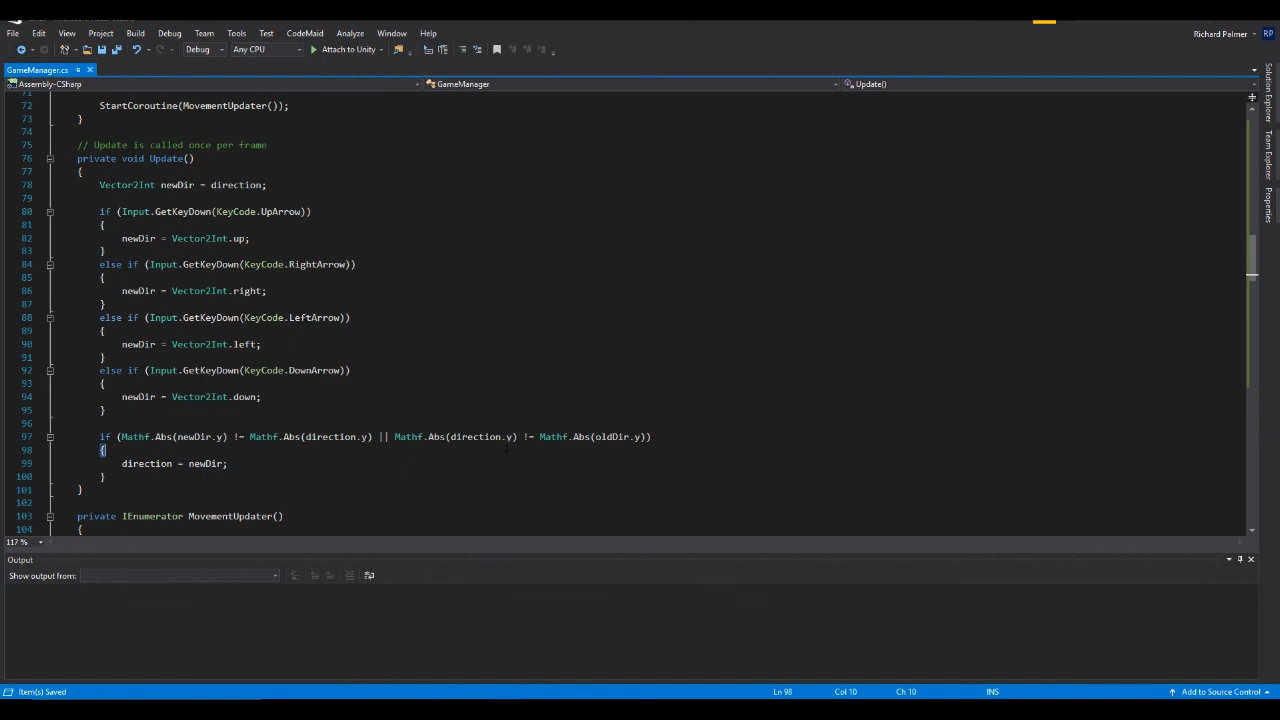 File Edit View Project Build Debug Team Tools Test CodeMaid Analyze Window Help Richard Palmer RP
Debug Any CPU Attach to Unity
GameManager.cs
Assembly-CSharp GameManager Update()
71
72 StartCoroutine(MovementUpdater());
73 }
74
75 // Update is called once per frame
76 private void Update()
77 {
78 Vector2Int newDir = direction;
79
80 if (Input.GetKeyDown(KeyCode.UpArrow))
81 {
82 newDir = Vector2Int.up;
83 }
84 else if (Input.GetKeyDown(KeyCode.RightArrow))
85 {
86 newDir = Vector2Int.right;
87 }
88 else if (Input.GetKeyDown(KeyCode.LeftArrow))
89 {
90 newDir = Vector2Int.left;
91 }
92 else if (Input.GetKeyDown(KeyCode.DownArrow))
93 {
94 newDir = Vector2Int.down;
95 }
96
97 if (Mathf.Abs(newDir.y) != Mathf.Abs(direction.y) || Mathf.Abs(direction.y) != Mathf.Abs(oldDir.y))
98 {
99 direction = newDir;
100 }
101 }
102
103 private IEnumerator MovementUpdater()
104 {
117 %
Output
Show output from:
Item(s) Saved Ln 98 Col 10 Ch 10 INS Add to Source Control
Solution Explorer
Team Explorer
Properties